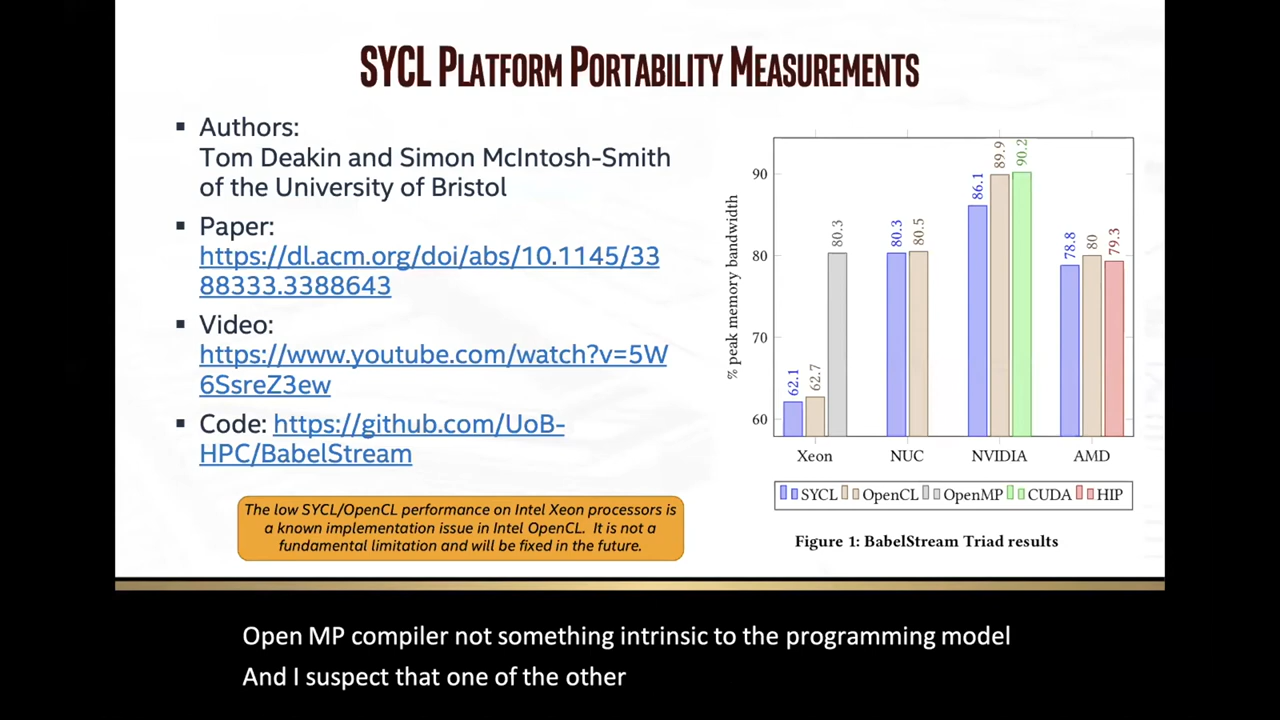 SYCL PLATFORM PORTABILITY MEASUREMENTS
▪ Authors:
Tom Deakin and Simon McIntosh-Smith
of the University of Bristol
▪ Paper:
https://dl.acm.org/doi/abs/10.1145/33
88333.3388643
▪ Video:
https://www.youtube.com/watch?v=5W
6SsreZ3ew
▪ Code: https://github.com/UoB-
HPC/BabelStream
The low SYCL/OpenCL performance on Intel Xeon processors is
a known implementation issue in Intel OpenCL. It is not a
fundamental limitation and will be fixed in the future.
% peak memory bandwidth
90
80
70
60
62.1
62.7
80.3
80.3
80.5
86.1
89.9
90.2
78.8
80
79.3
Xeon NUC NVIDIA AMD
SYCL OpenCL OpenMP CUDA HIP
Figure 1: BabelStream Triad results
Open MP compiler not something intrinsic to the programming model
And I suspect that one of the other